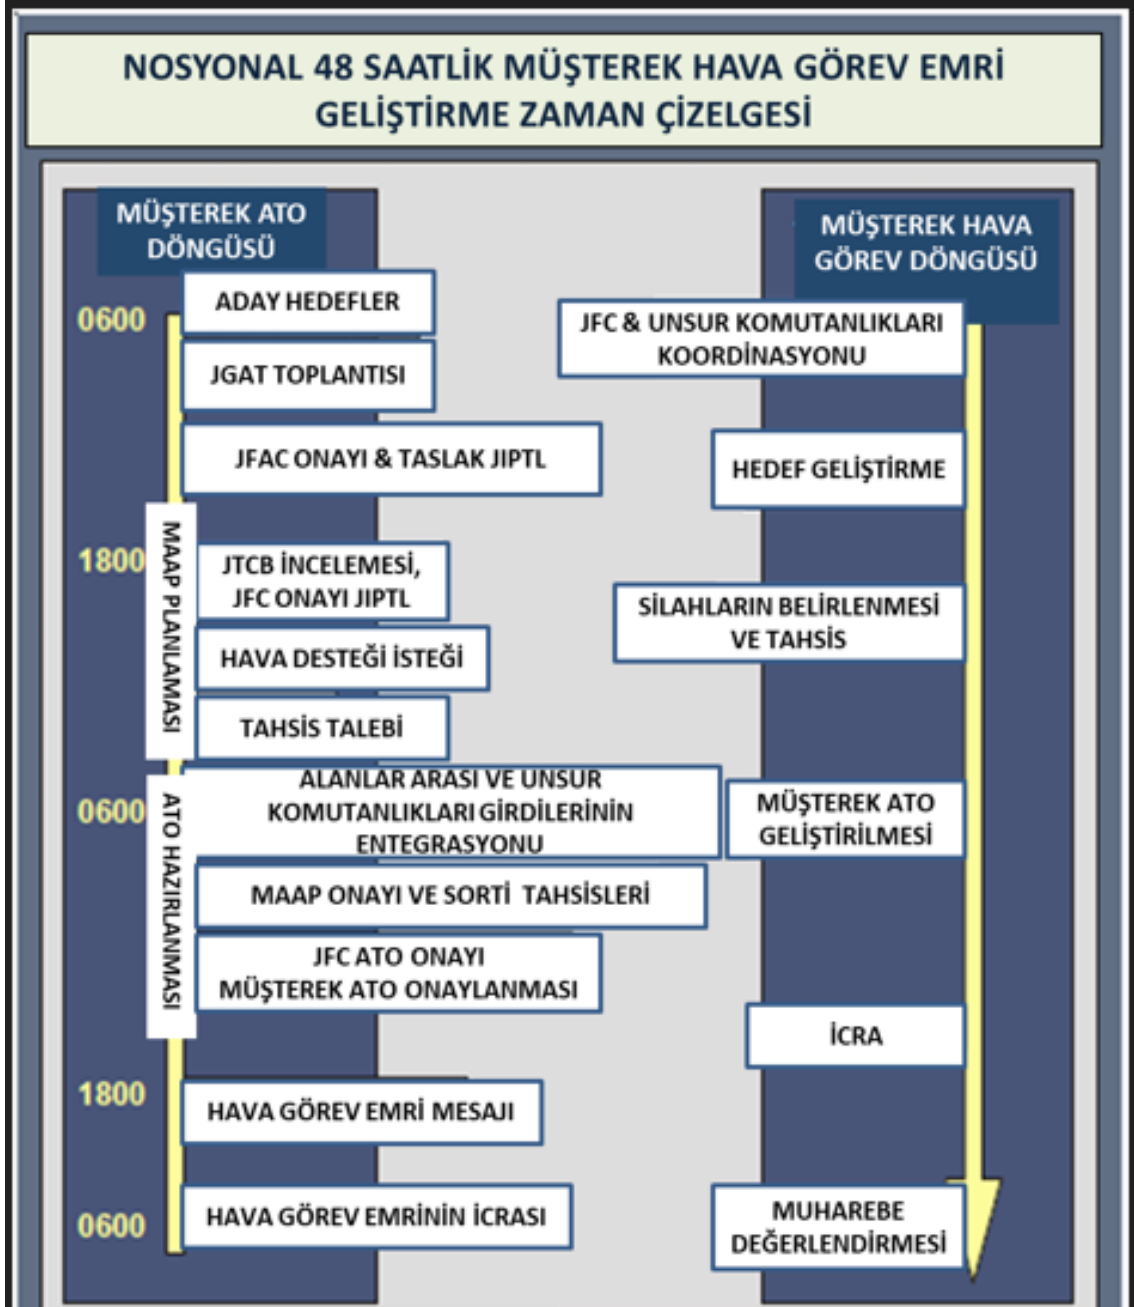 NOSYONAL 48 SAATLİK MÜŞTEREK HAVA GÖREV EMRİ
GELİŞTİRME ZAMAN ÇİZELGESİ
MÜŞTEREK ATO
DÖNGÜSÜ
0600
ADAY HEDEFLER
JGAT TOPLANTISI
JFAC ONAYI & TASLAK JIPTL
MAAP PLANLAMASI
1800
JTCB İNCELEMESİ,
JFC ONAYI JIPTL
HAVA DESTEĞİ İSTEĞİ
TAHSİS TALEBİ
0600
ATO HAZIRLANMASI
ALANLAR ARASI VE UNSUR
KOMUTANLIKLARI GİRDİLERİNİN
ENTEGRASYONU
MAAP ONAYI VE SORTİ TAHSİSLERİ
JFC ATO ONAYI
MÜŞTEREK ATO ONAYLANMASI
1800
HAVA GÖREV EMRİ MESAJI
0600
HAVA GÖREV EMRİNİN İCRASI
MÜŞTEREK HAVA
GÖREV DÖNGÜSÜ
JFC & UNSUR KOMUTANLIKLARI
KOORDİNASYONU
HEDEF GELİŞTİRME
SİLAHLARIN BELİRLENMESİ
VE TAHSİS
MÜŞTEREK ATO
GELİŞTİRİLMESİ
İCRA
MUHAREBE
DEĞERLENDİRMESİ